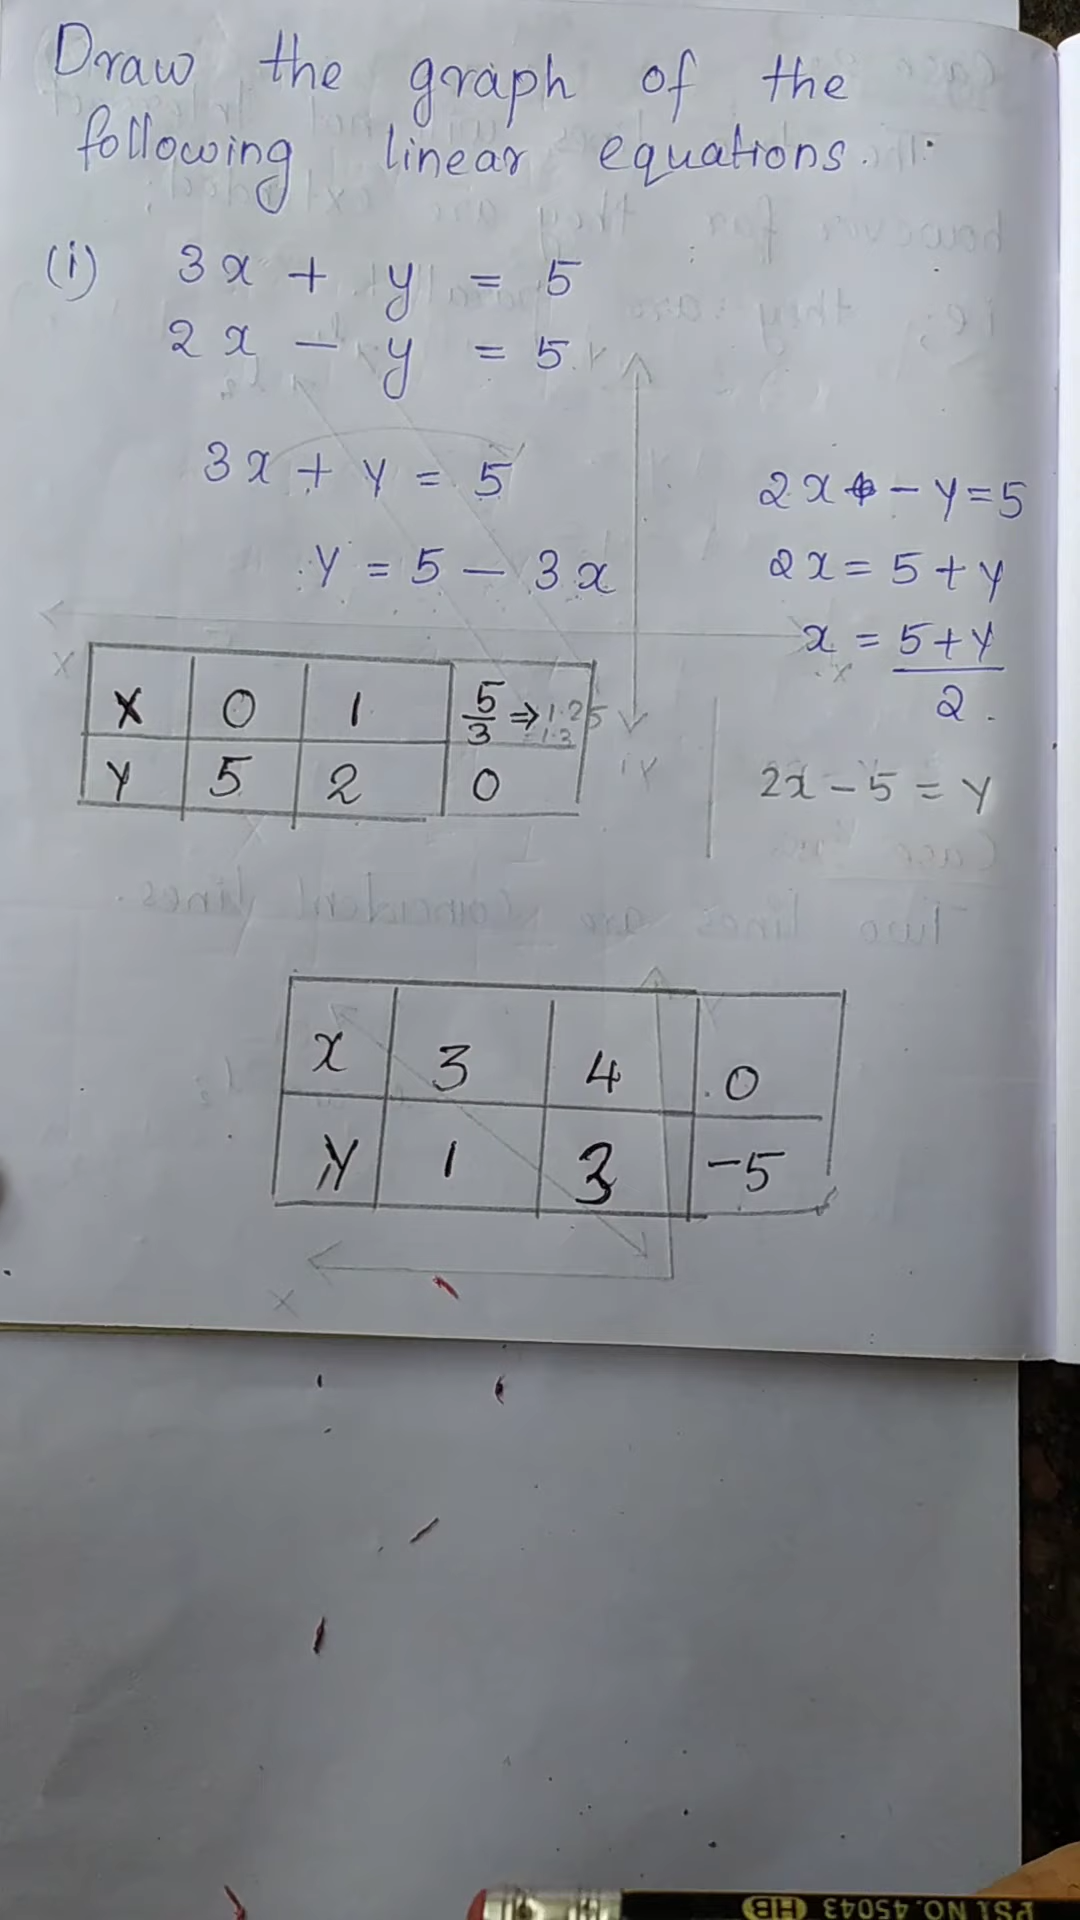 Draw the graph of the
following linear equations.
(i) 3x + y = 5
2x − y = 5
3x + y = 5
y = 5 − 3x
2x − y = 5
2x = 5 + y
x = 5 + y
2.
2x − 5 = y
X 0 1 5/3 ⇒ 1.25
Y 5 2 0
x 3 4 0
y 1 3 -5
PSI NO. 45043 HB